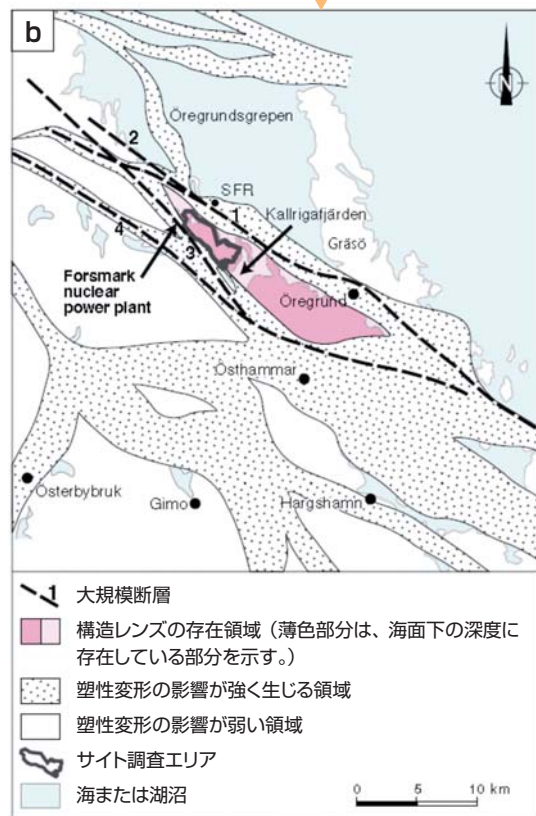 b
N
Öregrundsgrepen
2
SFR
1
Kallrigafjärden
Gräsö
4
3
Forsmark
nuclear
power plant
Öregrund
Östhammar
Österbybruk
Gimo
Hargshamn
1 大規模断層
構造レンズの存在領域（薄色部分は、海面下の深度に
存在している部分を示す。）
塑性変形の影響が強く生じる領域
塑性変形の影響が弱い領域
サイト調査エリア
海または湖沼
0 5 10 km